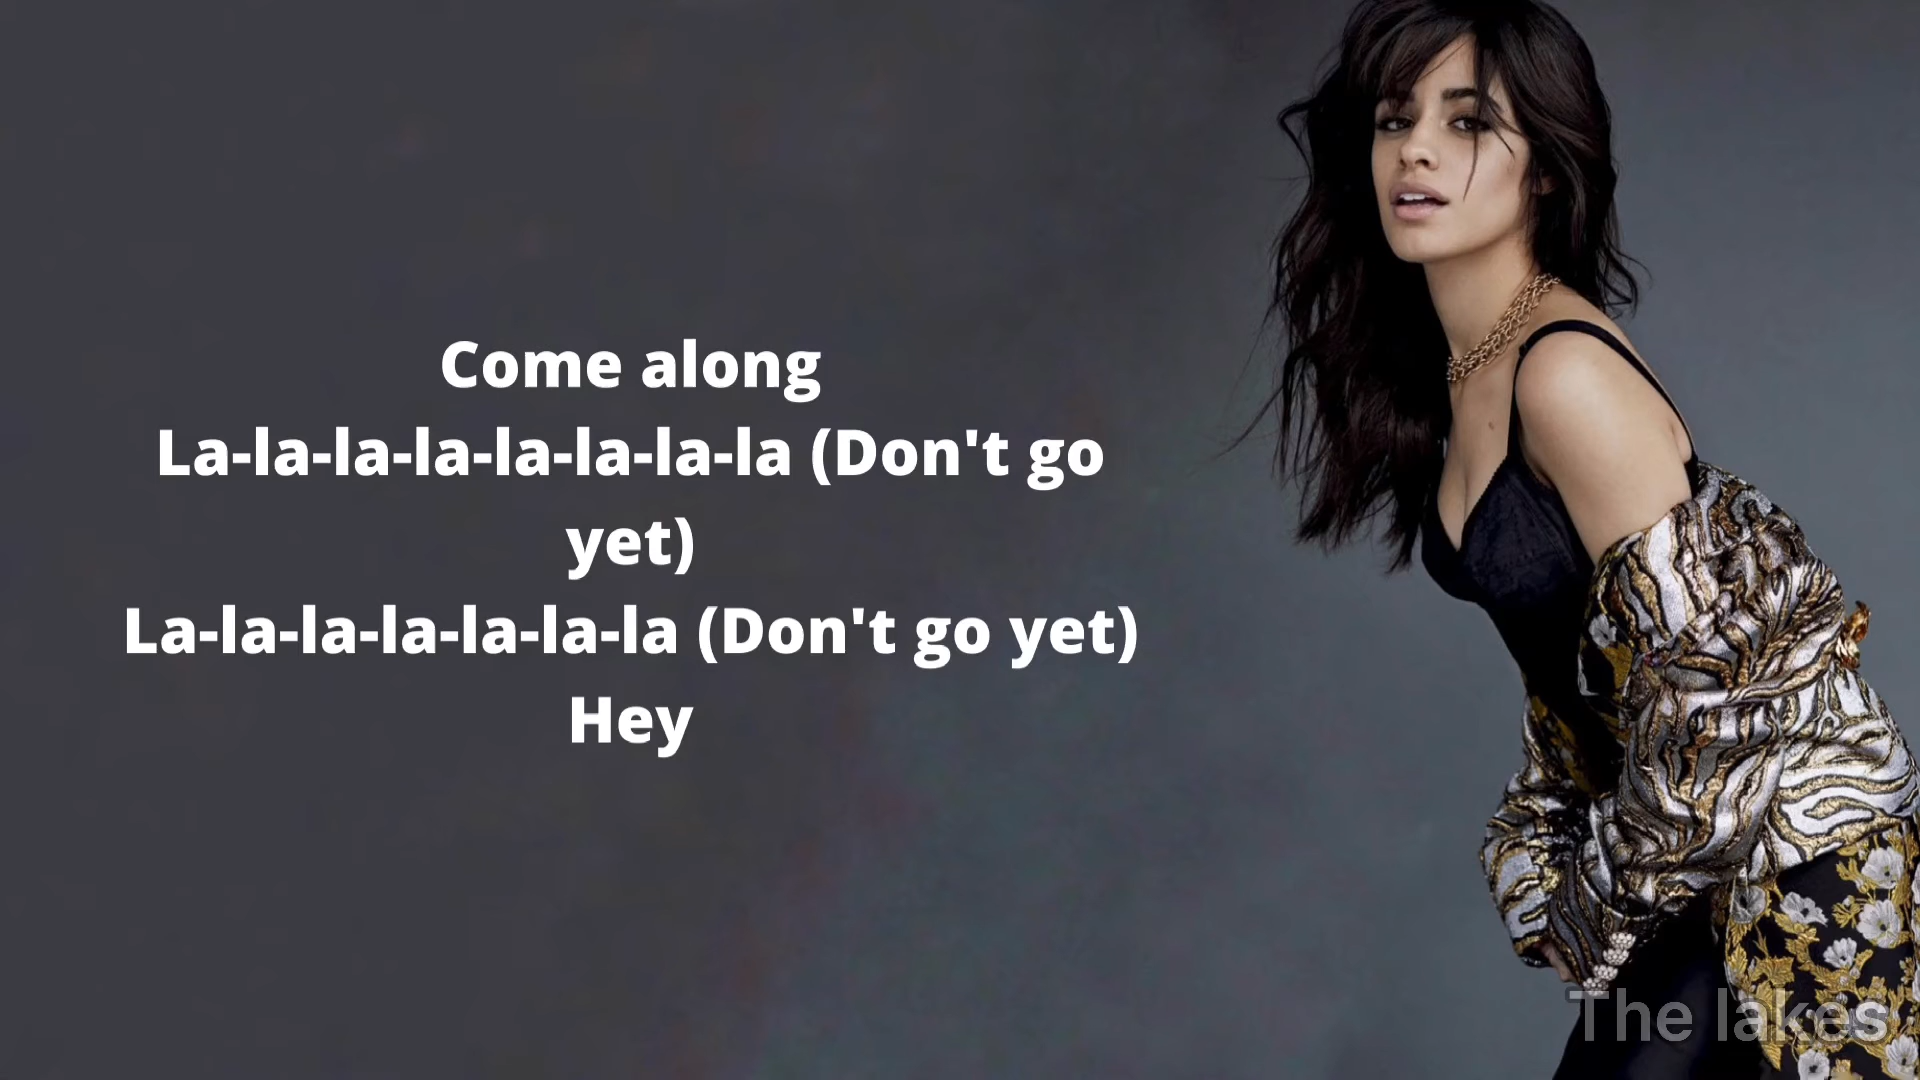 Come along
La-la-la-la-la-la-la-la (Don't go
yet)
La-la-la-la-la-la-la (Don't go yet)
Hey
The lakes